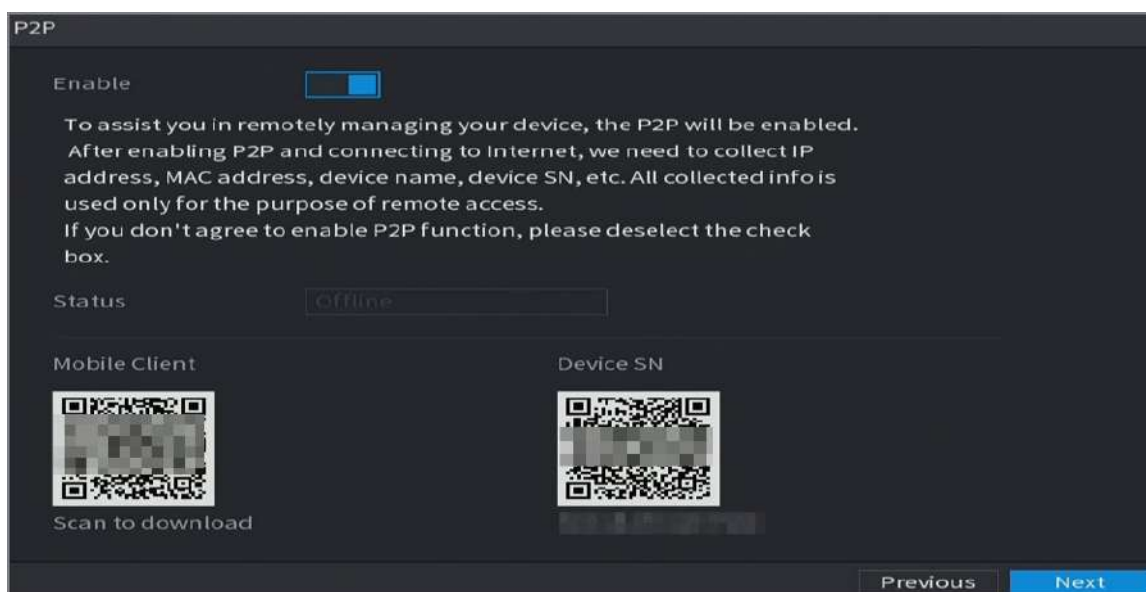 P2P
Enable
To assist you in remotely managing your device, the P2P will be enabled.
After enabling P2P and connecting to Internet, we need to collect IP
address, MAC address, device name, device SN, etc. All collected info is
used only for the purpose of remote access.
If you don't agree to enable P2P function, please deselect the check
box.
Status Offline
Mobile Client Device SN
Scan to download
Previous Next